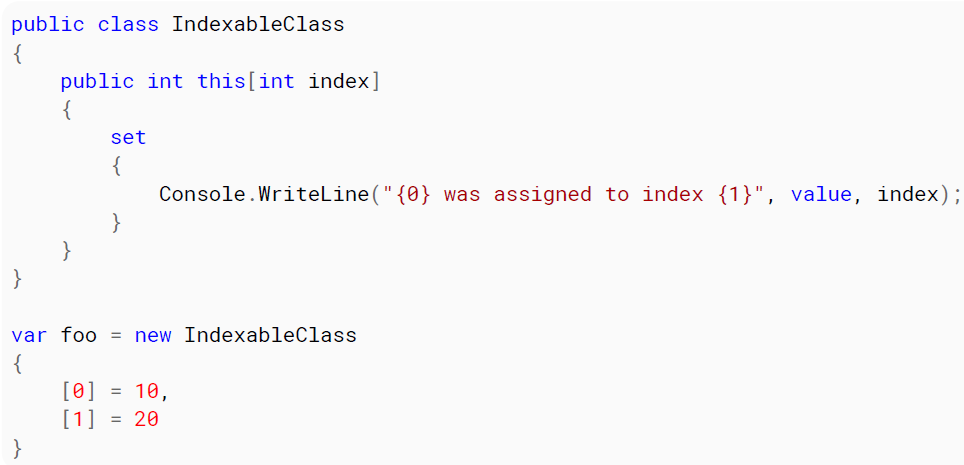 public class IndexableClass
{
    public int this[int index]
    {
        set
        {
            Console.WriteLine("{0} was assigned to index {1}", value, index);
        }
    }
}

var foo = new IndexableClass
{
    [0] = 10,
    [1] = 20
}